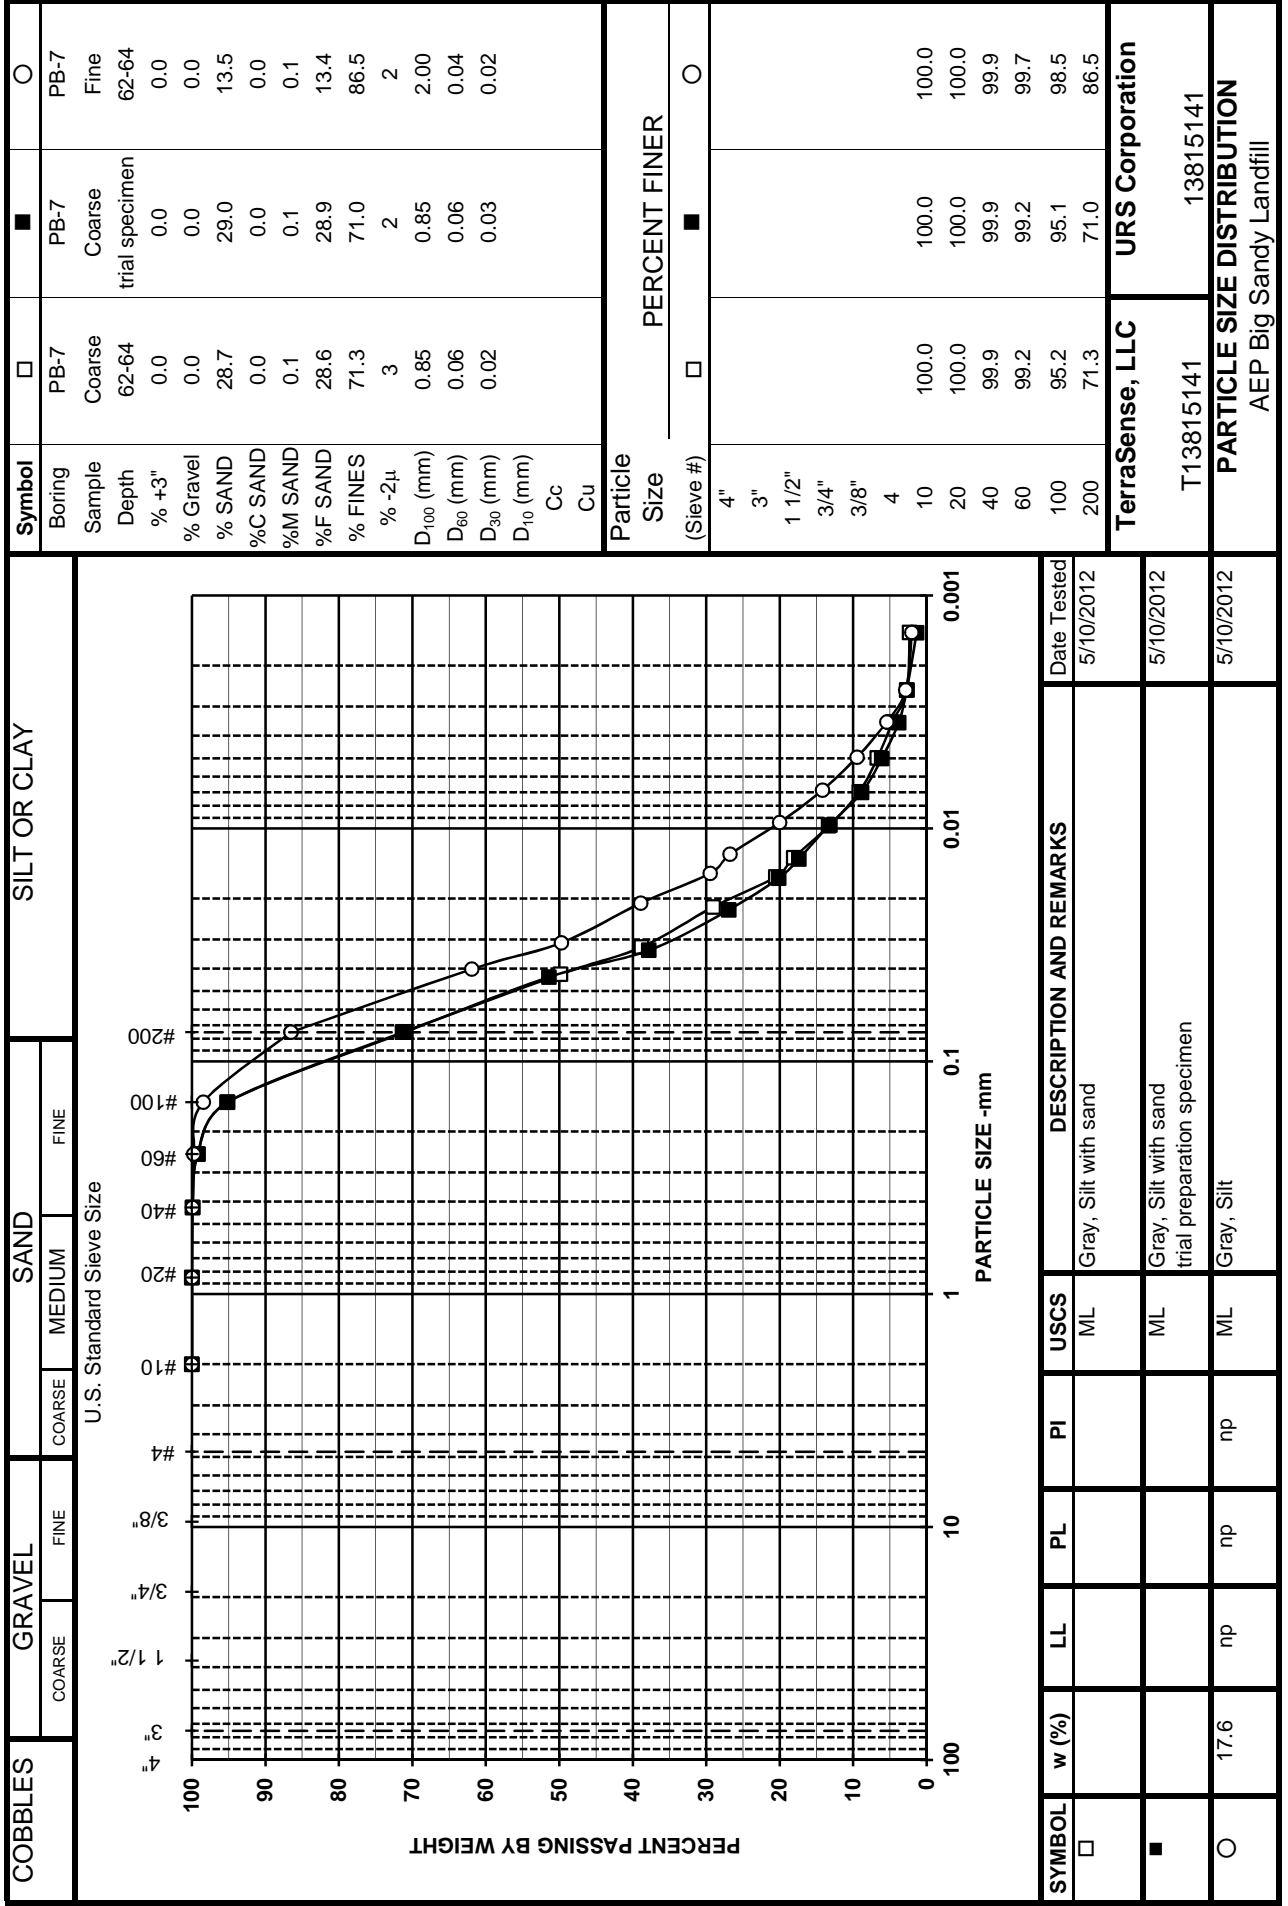 COBBLES GRAVEL SAND SILT OR CLAY
COARSE FINE COARSE MEDIUM FINE
U.S. Standard Sieve Size
4" 3" 1 1/2" 3/4" 3/8" #4 #10 #20 #40 #60 #100 #200
PERCENT PASSING BY WEIGHT
100
90
80
70
60
50
40
30
20
10
0
100 10 1 0.1 0.01 0.001
PARTICLE SIZE -mm
Symbol □ ■ ○
Boring PB-7 PB-7 PB-7
Sample Coarse Coarse Fine
Depth 62-64 trial specimen 62-64
% +3" 0.0 0.0 0.0
% Gravel 0.0 0.0 0.0
% SAND 28.7 29.0 13.5
%C SAND 0.0 0.0 0.0
%M SAND 0.1 0.1 0.1
%F SAND 28.6 28.9 13.4
% FINES 71.3 71.0 86.5
% -2µ 3 2 2
D100 (mm) 0.85 0.85 2.00
D60 (mm) 0.06 0.06 0.04
D30 (mm) 0.02 0.03 0.02
D10 (mm)
Cc
Cu
Particle
Size PERCENT FINER
(Sieve #) □ ■ ○
4"
3"
1 1/2"
3/4"
3/8"
4
10 100.0 100.0 100.0
20 100.0 100.0 100.0
40 99.9 99.9 99.9
60 99.2 99.2 99.7
100 95.2 95.1 98.5
200 71.3 71.0 86.5
SYMBOL w (%) LL PL PI USCS DESCRIPTION AND REMARKS Date Tested
□ ML Gray, Silt with sand 5/10/2012
■ ML Gray, Silt with sand 5/10/2012
trial preparation specimen
○ 17.6 np np np ML Gray, Silt 5/10/2012
TerraSense, LLC URS Corporation
T13815141 13815141
PARTICLE SIZE DISTRIBUTION
AEP Big Sandy Landfill